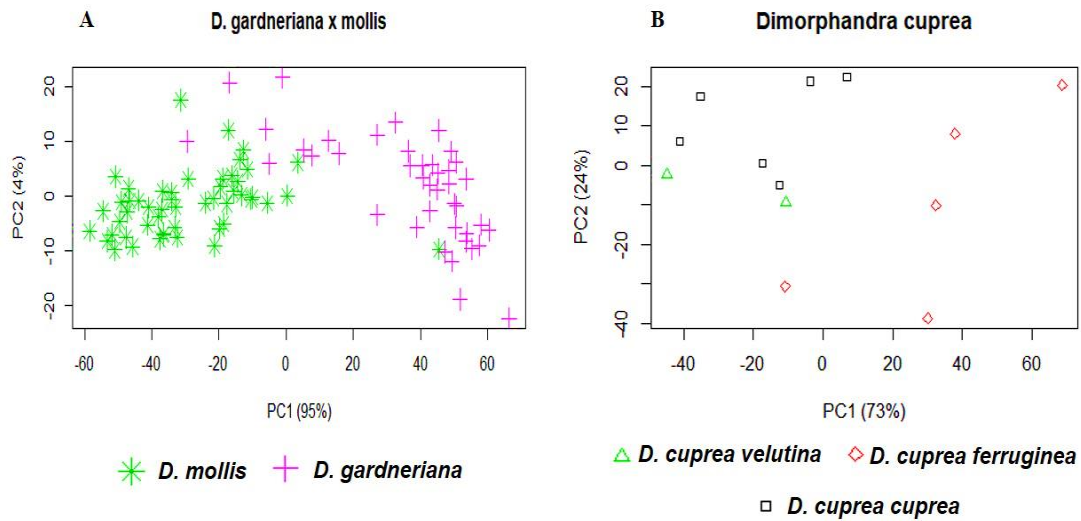 A
D. gardneriana x mollis
PC2 (4%)
20
10
0
-10
-20
-60
-40
-20
0
20
40
60
PC1 (95%)
D. mollis
D. gardneriana
B
Dimorphandra cuprea
PC2 (24%)
20
10
0
-20
-40
-40
-20
0
20
40
60
PC1 (73%)
D. cuprea velutina
D. cuprea ferruginea
D. cuprea cuprea